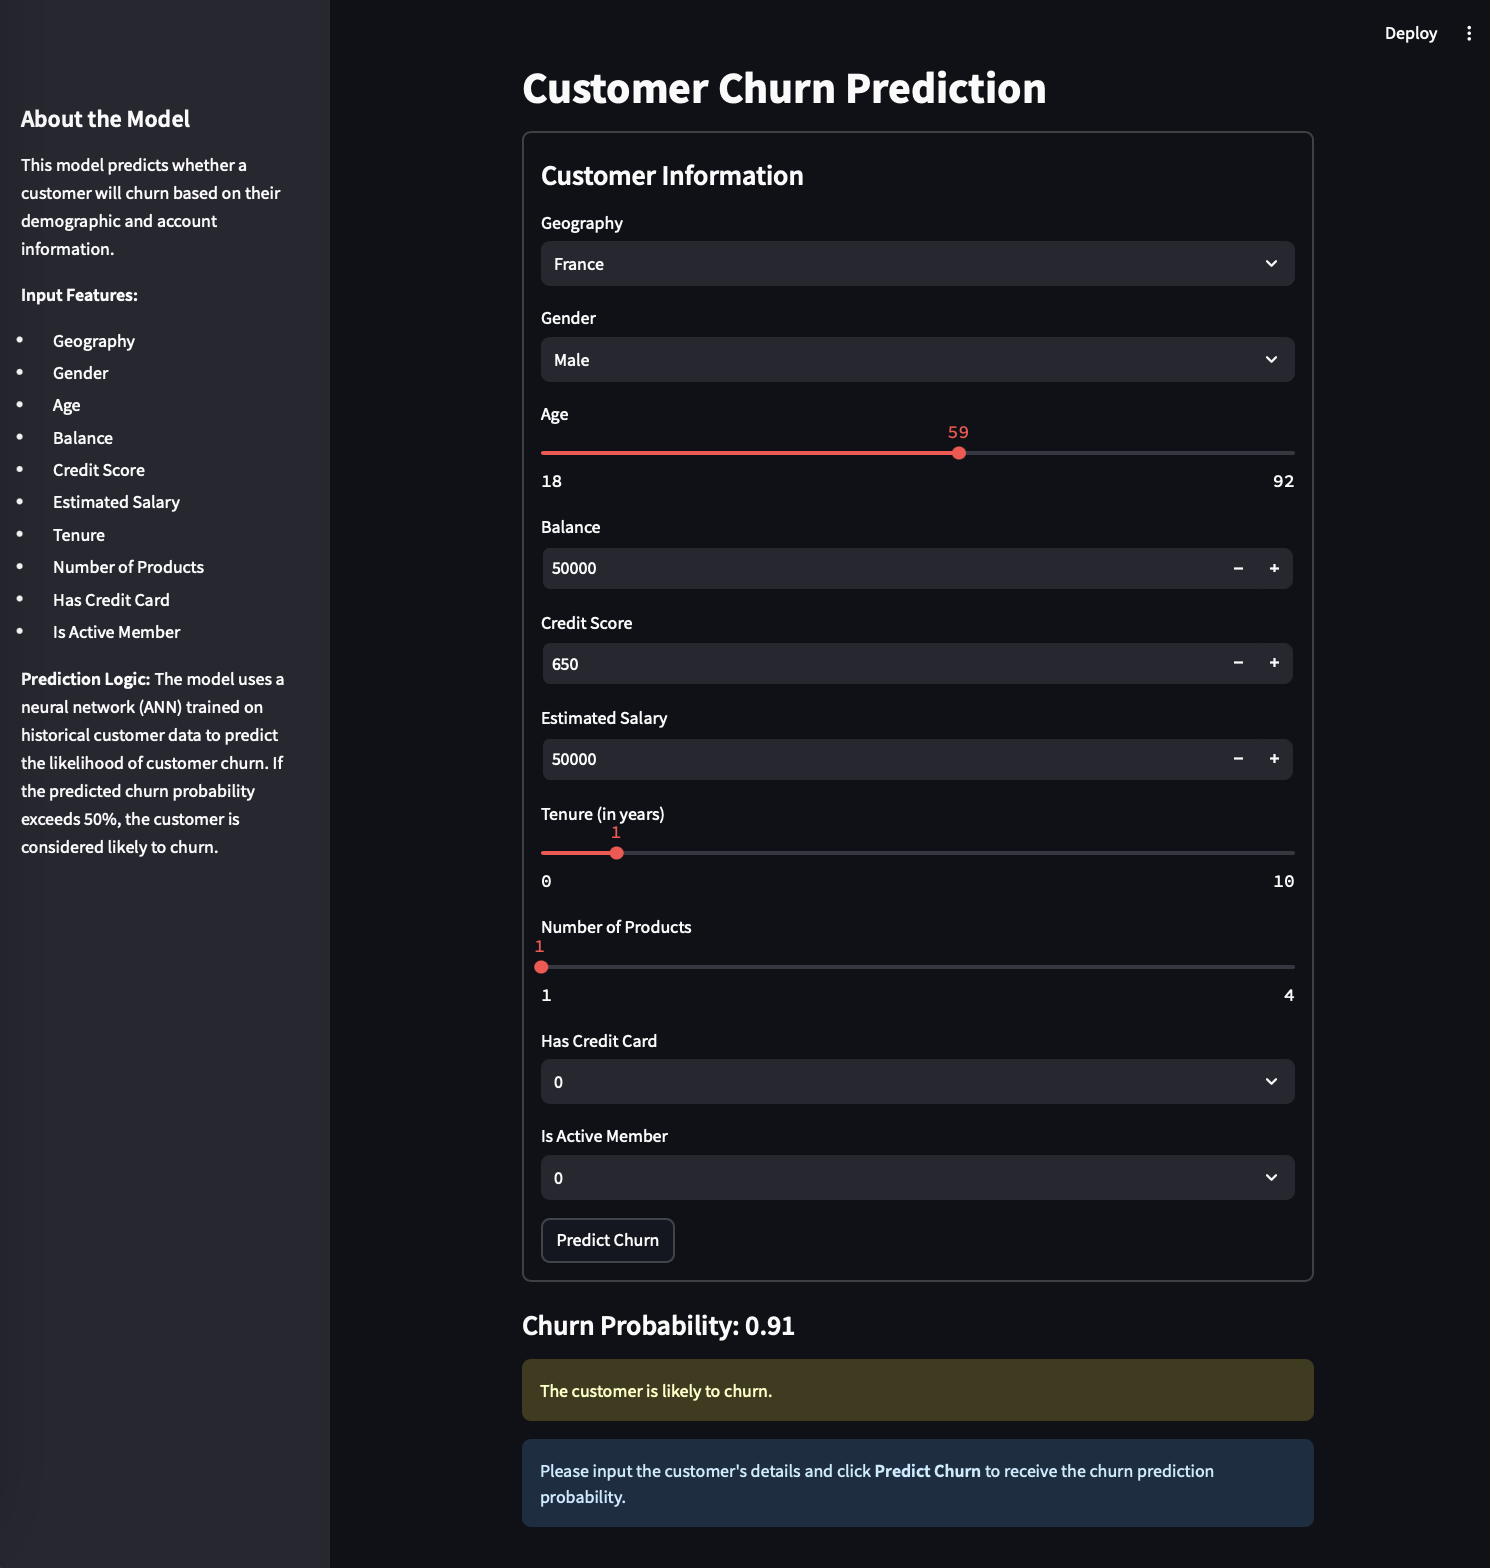 Deploy
About the Model
This model predicts whether a
customer will churn based on their
demographic and account
information.
Input Features:
• Geography
• Gender
• Age
• Balance
• Credit Score
• Estimated Salary
• Tenure
• Number of Products
• Has Credit Card
• Is Active Member
Prediction Logic: The model uses a
neural network (ANN) trained on
historical customer data to predict
the likelihood of customer churn. If
the predicted churn probability
exceeds 50%, the customer is
considered likely to churn.
Customer Churn Prediction
Customer Information
Geography
France
Gender
Male
Age
59
18 92
Balance
50000 − +
Credit Score
650 − +
Estimated Salary
50000 − +
Tenure (in years)
1
0 10
Number of Products
1
1 4
Has Credit Card
0
Is Active Member
0
Predict Churn
Churn Probability: 0.91
The customer is likely to churn.
Please input the customer's details and click Predict Churn to receive the churn prediction
probability.